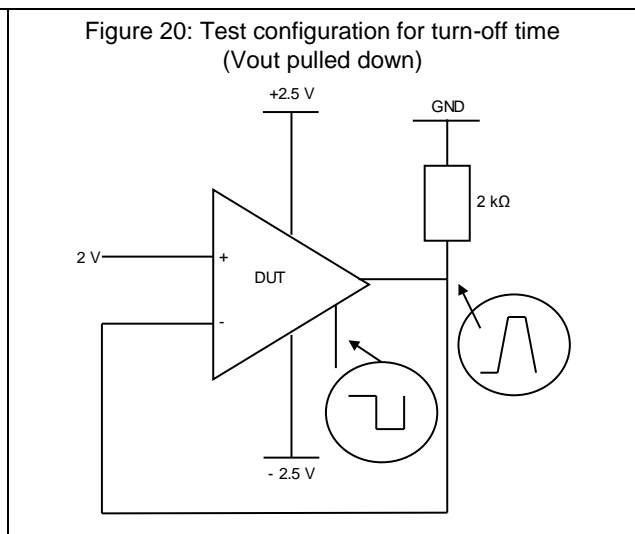 Figure 20: Test configuration for turn-off time
(Vout pulled down)
+2.5 V
GND
2 kΩ
2 V
+
DUT
-
- 2.5 V